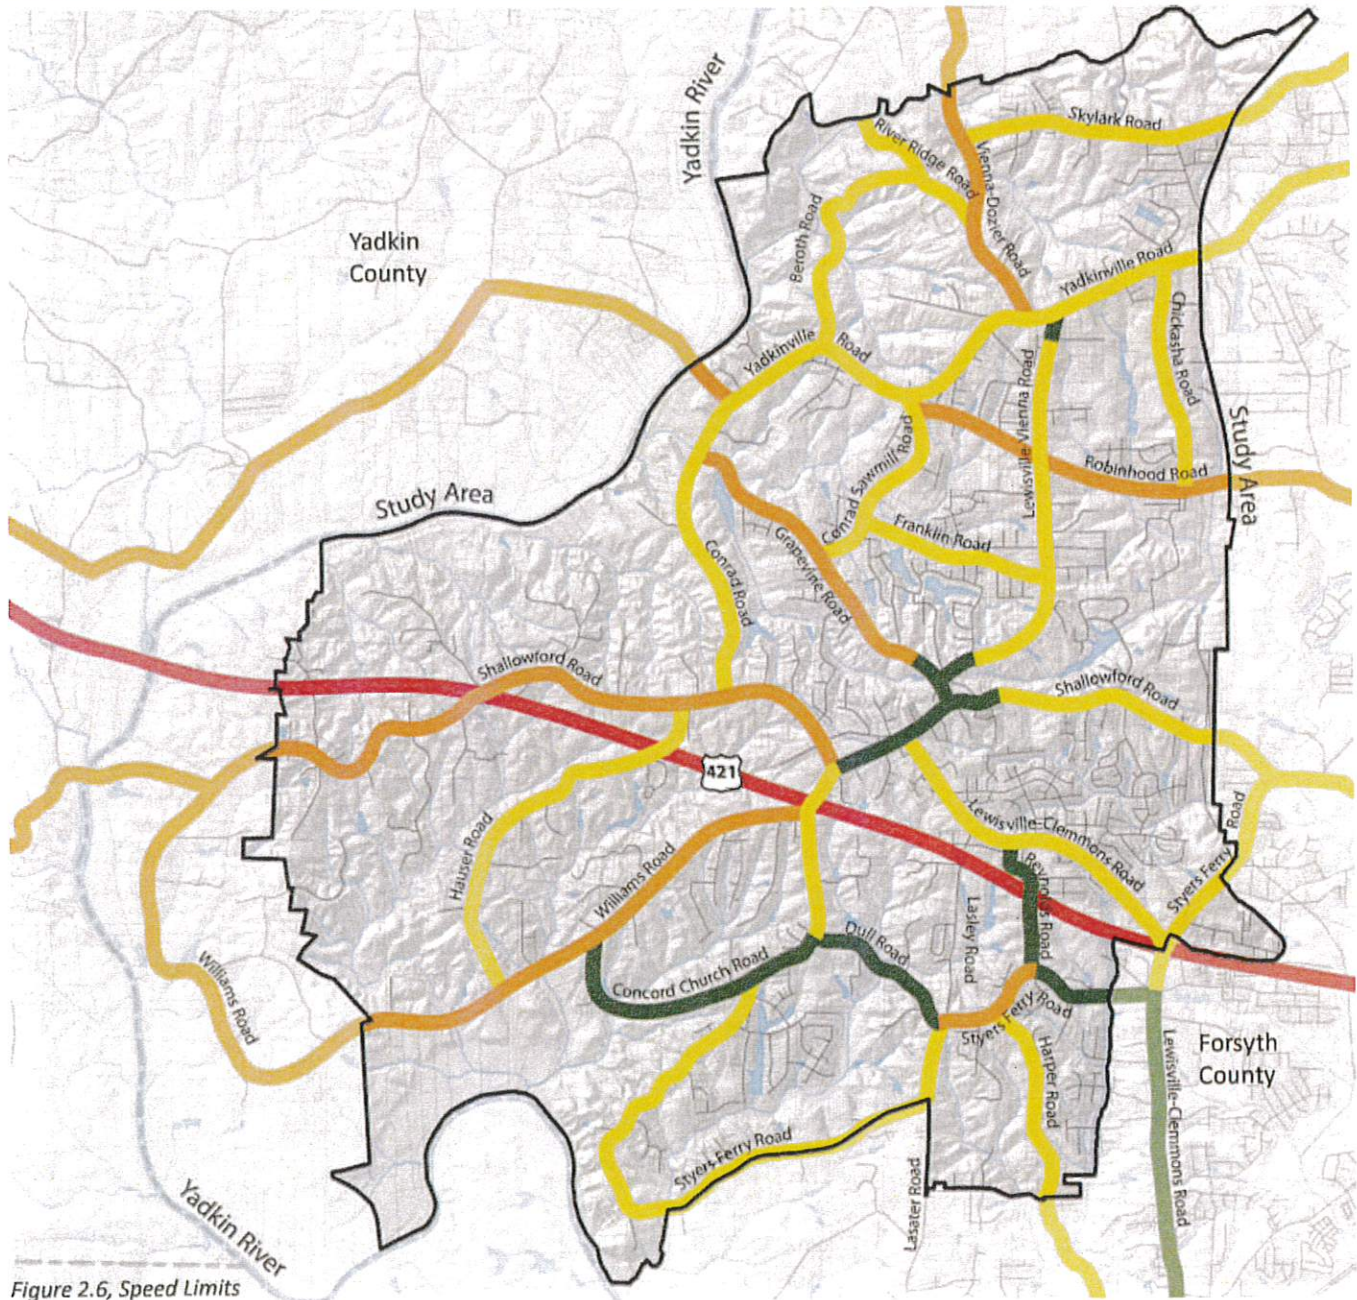 Yadkin River
Skylark Road
River Ridge Road
Vienna-Dozier Road
Yadkin
County
Beroth Road
Yadkinville Road
Chickasha Road
Yadkinville
Road
Lewisville Vienna Road
Study Area
Conrad Sawmill Road
Robinhood Road
Study Area
Franklin Road
Grapevine Road
Conrad Road
Shallowford Road
Shallowford Road
421
Lewisville-Clemmons Road
Styers Ferry
Road
Hauser Road
Williams Road
Reynolds Road
Lasley Road
Dull Road
Concord Church Road
Williams Road
Styers Ferry Road
Harper Road
Forsyth
County
Lewisville-Clemmons Road
Styers Ferry Road
Lasater Road
Yadkin River
Figure 2.6, Speed Limits